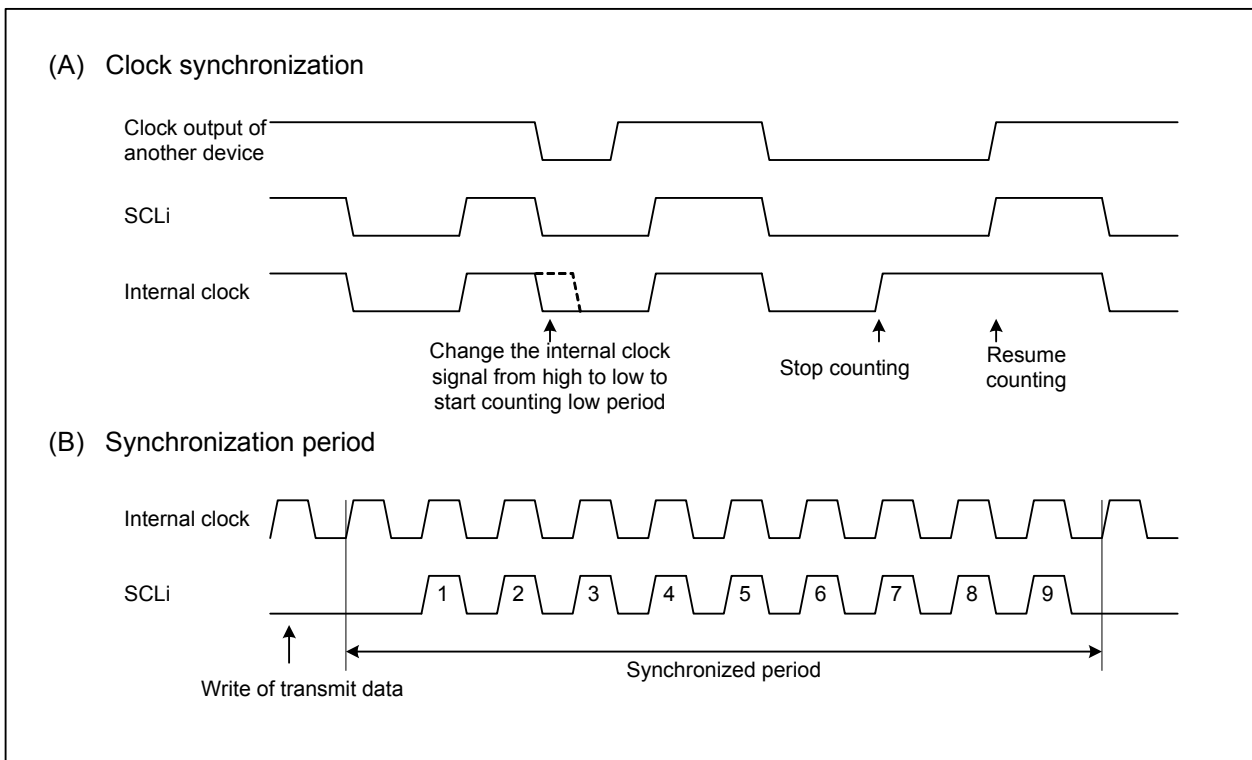 (A) Clock synchronization
Clock output of
another device
SCLi
Internal clock
Change the internal clock
signal from high to low to
start counting low period
Stop counting
Resume
counting
(B) Synchronization period
Internal clock
SCLi
1 2 3 4 5 6 7 8 9
Synchronized period
Write of transmit data